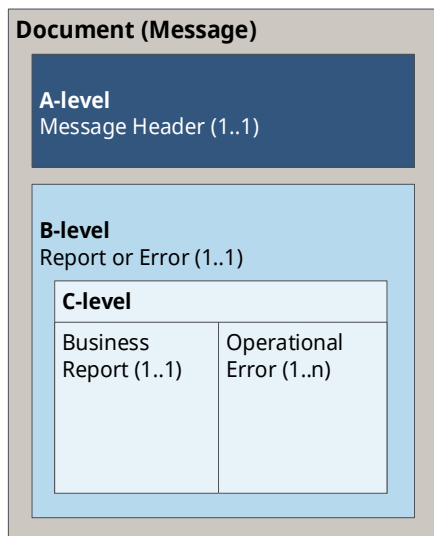 Document (Message)
A-level
Message Header (1..1)
B-level
Report or Error (1..1)
C-level
Business
Report (1..1)
Operational
Error (1..n)